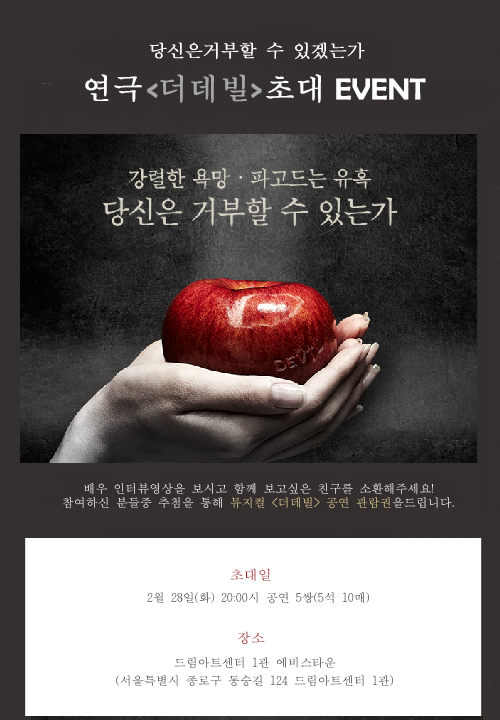 당신은거부할 수 있겠는가
연극<더데빌>초대 EVENT
강렬한 욕망 · 파고드는 유혹
당신은 거부할 수 있는가
DEVIL
배우 인터뷰영상을 보시고 함께 보고싶은 친구를 소환해주세요!
참여하신 분들중 추첨을 통해 뮤지컬 <더데빌> 공연 관람권을드립니다.
초대일
2월 28일(화) 20:00시 공연 5쌍(5석 10매)
장소
드림아트센터 1관 에비스타운
(서울특별시 종로구 동숭길 124 드림아트센터 1관)